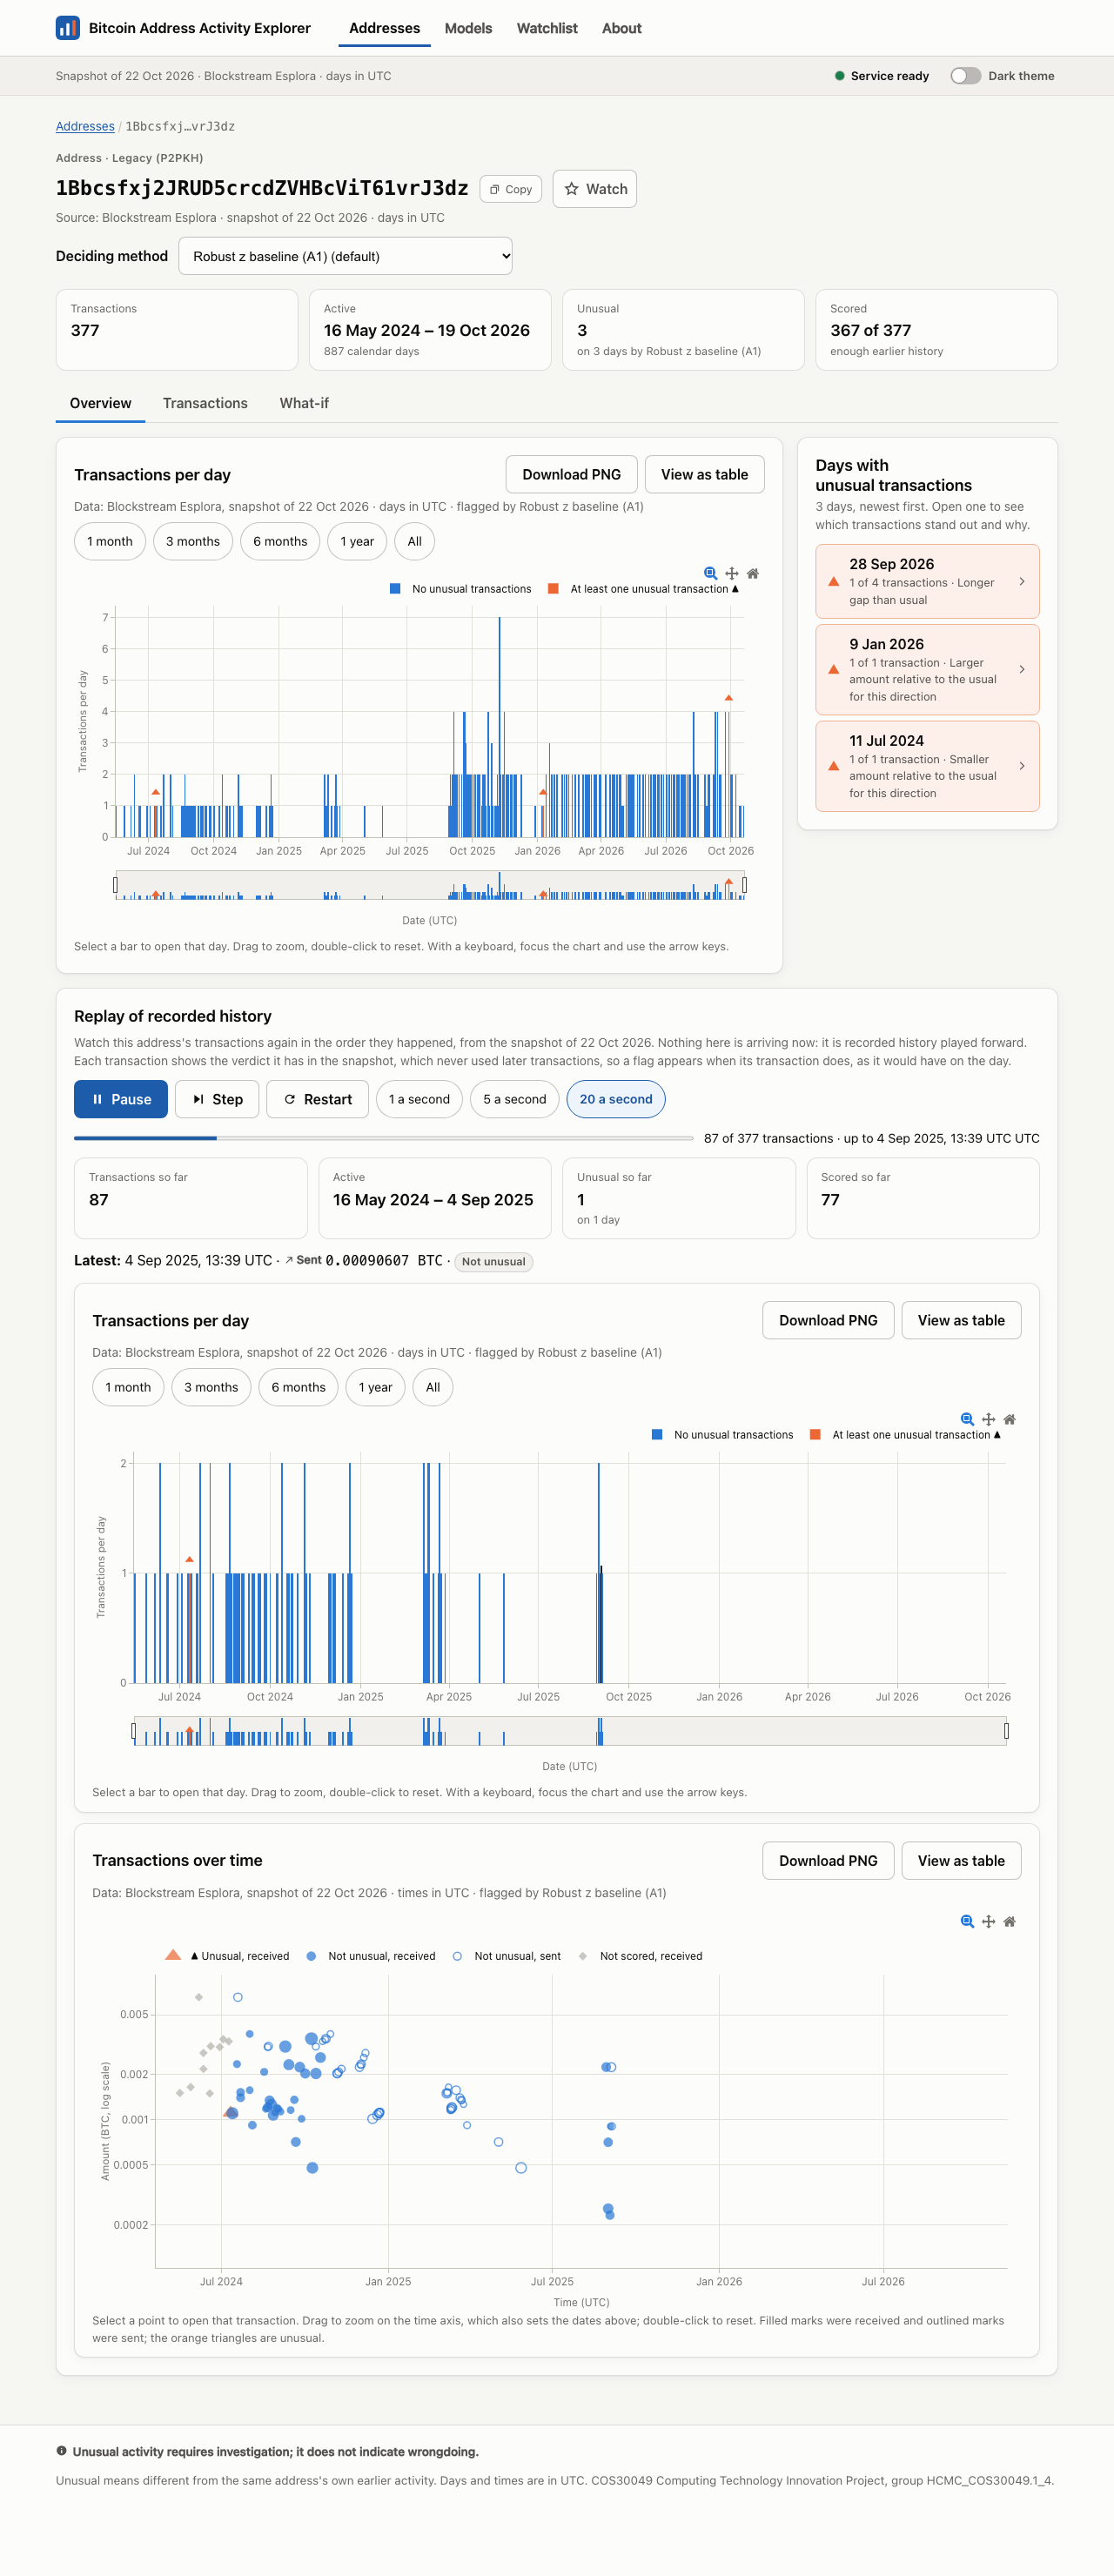 Bitcoin Address Activity Explorer
Addresses
Models
Watchlist
About
Snapshot of 22 Oct 2026 · Blockstream Esplora · days in UTC
Service ready
Dark theme
Addresses / 1Bbcsfxj…vrJ3dz
Address · Legacy (P2PKH)
1Bbcsfxj2JRUD5crcdZVHBcViT61vrJ3dz
Copy
Watch
Source: Blockstream Esplora · snapshot of 22 Oct 2026 · days in UTC
Deciding method
Robust z baseline (A1) (default)
Transactions
377
Active
16 May 2024 – 19 Oct 2026
887 calendar days
Unusual
3
on 3 days by Robust z baseline (A1)
Scored
367 of 377
enough earlier history
Overview
Transactions
What-if
Transactions per day
Download PNG
View as table
Data: Blockstream Esplora, snapshot of 22 Oct 2026 · days in UTC · flagged by Robust z baseline (A1)
1 month
3 months
6 months
1 year
All
No unusual transactions
At least one unusual transaction ▲
Transactions per day
7
6
5
4
3
2
1
0
Jul 2024
Oct 2024
Jan 2025
Apr 2025
Jul 2025
Oct 2025
Jan 2026
Apr 2026
Jul 2026
Oct 2026
Date (UTC)
Select a bar to open that day. Drag to zoom, double-click to reset. With a keyboard, focus the chart and use the arrow keys.
Days with
unusual transactions
3 days, newest first. Open one to see
which transactions stand out and why.
28 Sep 2026
1 of 4 transactions · Longer
gap than usual
9 Jan 2026
1 of 1 transaction · Larger
amount relative to the usual
for this direction
11 Jul 2024
1 of 1 transaction · Smaller
amount relative to the usual
for this direction
Replay of recorded history
Watch this address's transactions again in the order they happened, from the snapshot of 22 Oct 2026. Nothing here is arriving now: it is recorded history played forward.
Each transaction shows the verdict it has in the snapshot, which never used later transactions, so a flag appears when its transaction does, as it would have on the day.
Pause
Step
Restart
1 a second
5 a second
20 a second
87 of 377 transactions · up to 4 Sep 2025, 13:39 UTC UTC
Transactions so far
87
Active
16 May 2024 – 4 Sep 2025
Unusual so far
1
on 1 day
Scored so far
77
Latest: 4 Sep 2025, 13:39 UTC · ↗ Sent 0.00090607 BTC · Not unusual
Transactions per day
Download PNG
View as table
Data: Blockstream Esplora, snapshot of 22 Oct 2026 · days in UTC · flagged by Robust z baseline (A1)
1 month
3 months
6 months
1 year
All
No unusual transactions
At least one unusual transaction ▲
Transactions per day
2
1
0
Jul 2024
Oct 2024
Jan 2025
Apr 2025
Jul 2025
Oct 2025
Jan 2026
Apr 2026
Jul 2026
Oct 2026
Date (UTC)
Select a bar to open that day. Drag to zoom, double-click to reset. With a keyboard, focus the chart and use the arrow keys.
Transactions over time
Download PNG
View as table
Data: Blockstream Esplora, snapshot of 22 Oct 2026 · times in UTC · flagged by Robust z baseline (A1)
▲ Unusual, received
Not unusual, received
Not unusual, sent
Not scored, received
Amount (BTC, log scale)
0.005
0.002
0.001
0.0005
0.0002
Jul 2024
Jan 2025
Jul 2025
Jan 2026
Jul 2026
Time (UTC)
Select a point to open that transaction. Drag to zoom on the time axis, which also sets the dates above; double-click to reset. Filled marks were received and outlined marks
were sent; the orange triangles are unusual.
Unusual activity requires investigation; it does not indicate wrongdoing.
Unusual means different from the same address's own earlier activity. Days and times are in UTC. COS30049 Computing Technology Innovation Project, group HCMC_COS30049.1_4.